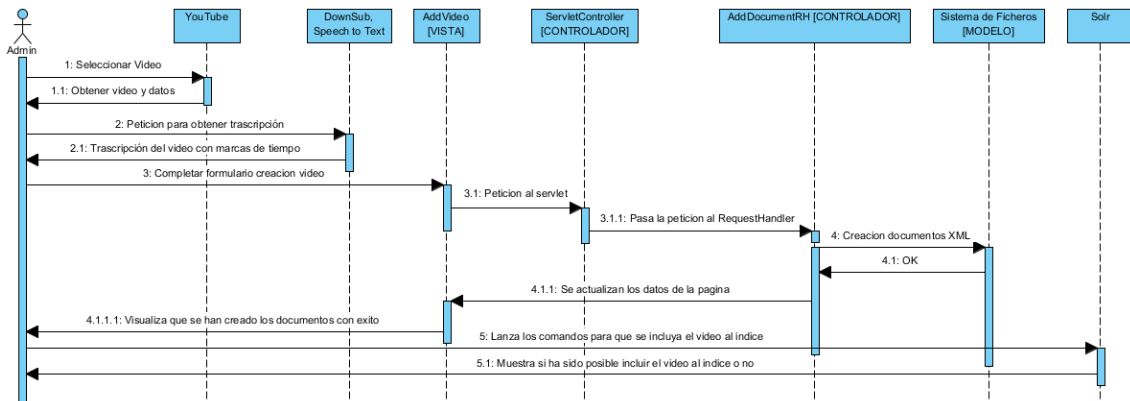 YouTube
DownSub,
Speech to Text
AddVideo
[VISTA]
ServletController
[CONTROLADOR]
AddDocumentRH [CONTROLADOR]
Sistema de Ficheros
[MODELO]
Solr
Admin
1: Seleccionar Video
1.1: Obtener video y datos
2: Peticion para obtener trascripción
2.1: Trascripción del video con marcas de tiempo
3: Completar formulario creacion video
3.1: Peticion al servlet
3.1.1: Pasa la peticion al RequestHandler
4: Creacion documentos XML
4.1: OK
4.1.1: Se actualizan los datos de la pagina
4.1.1.1: Visualiza que se han creado los documentos con exito
5: Lanza los comandos para que se incluya el video al indice
5.1: Muestra si ha sido posible incluir el video al indice o no